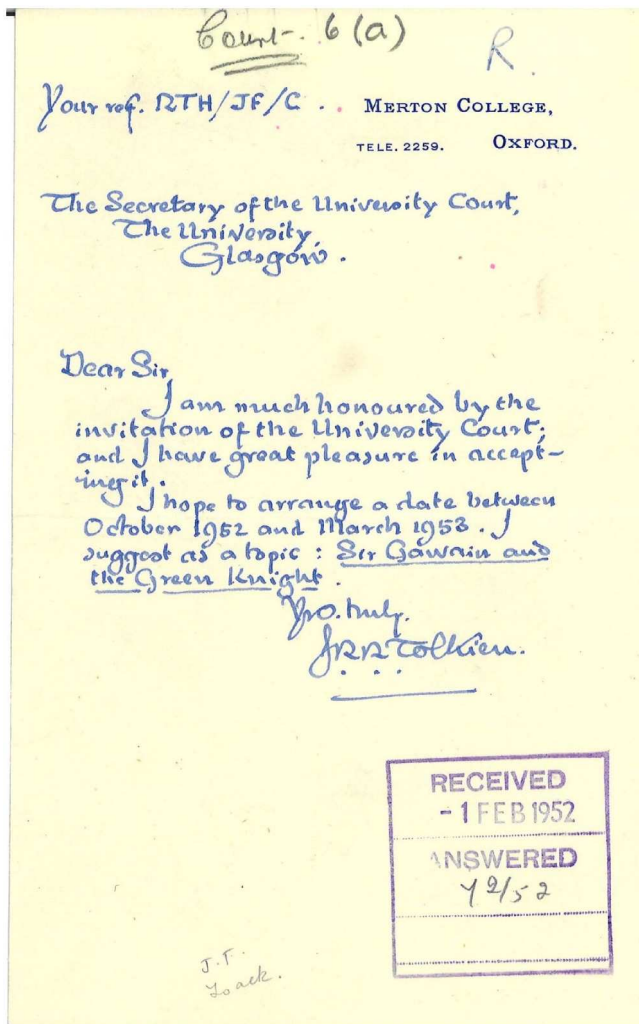 Court. 6 (a)
R.
Your ref. RTH/JF/C.
MERTON COLLEGE,
TELE. 2259. OXFORD.
The Secretary of the University Court,
The University,
Glasgow.
Dear Sir,
I am much honoured by the
invitation of the University Court;
and I have great pleasure in accept-
ing it.
I hope to arrange a date between
October 1952 and March 1953. I
suggest as a topic : Sir Gawain and
the Green Knight.
Yrs. truly.
JRRTolkien.
RECEIVED
- 1 FEB 1952
ANSWERED
7 2/52
J.F.